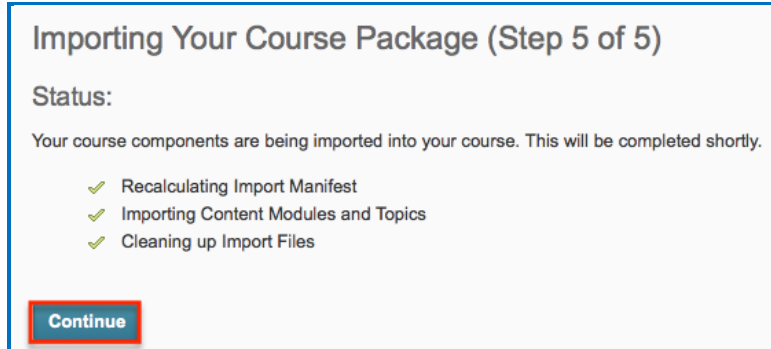 Importing Your Course Package (Step 5 of 5)
Status:
Your course components are being imported into your course. This will be completed shortly.
Recalculating Import Manifest
Importing Content Modules and Topics
Cleaning up Import Files
Continue